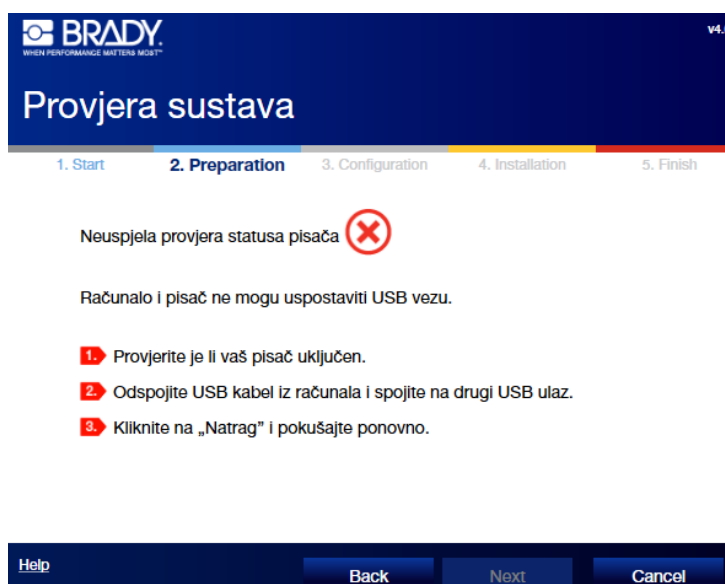 BRADY.
WHEN PERFORMANCE MATTERS MOST™
v4.
Provjera sustava
1. Start 2. Preparation 3. Configuration 4. Installation 5. Finish
Neuspjela provjera statusa pisača
Računalo i pisač ne mogu uspostaviti USB vezu.
1. Provjerite je li vaš pisač uključen.
2. Odspojite USB kabel iz računala i spojite na drugi USB ulaz.
3. Kliknite na „Natrag” i pokušajte ponovno.
Help Back Next Cancel